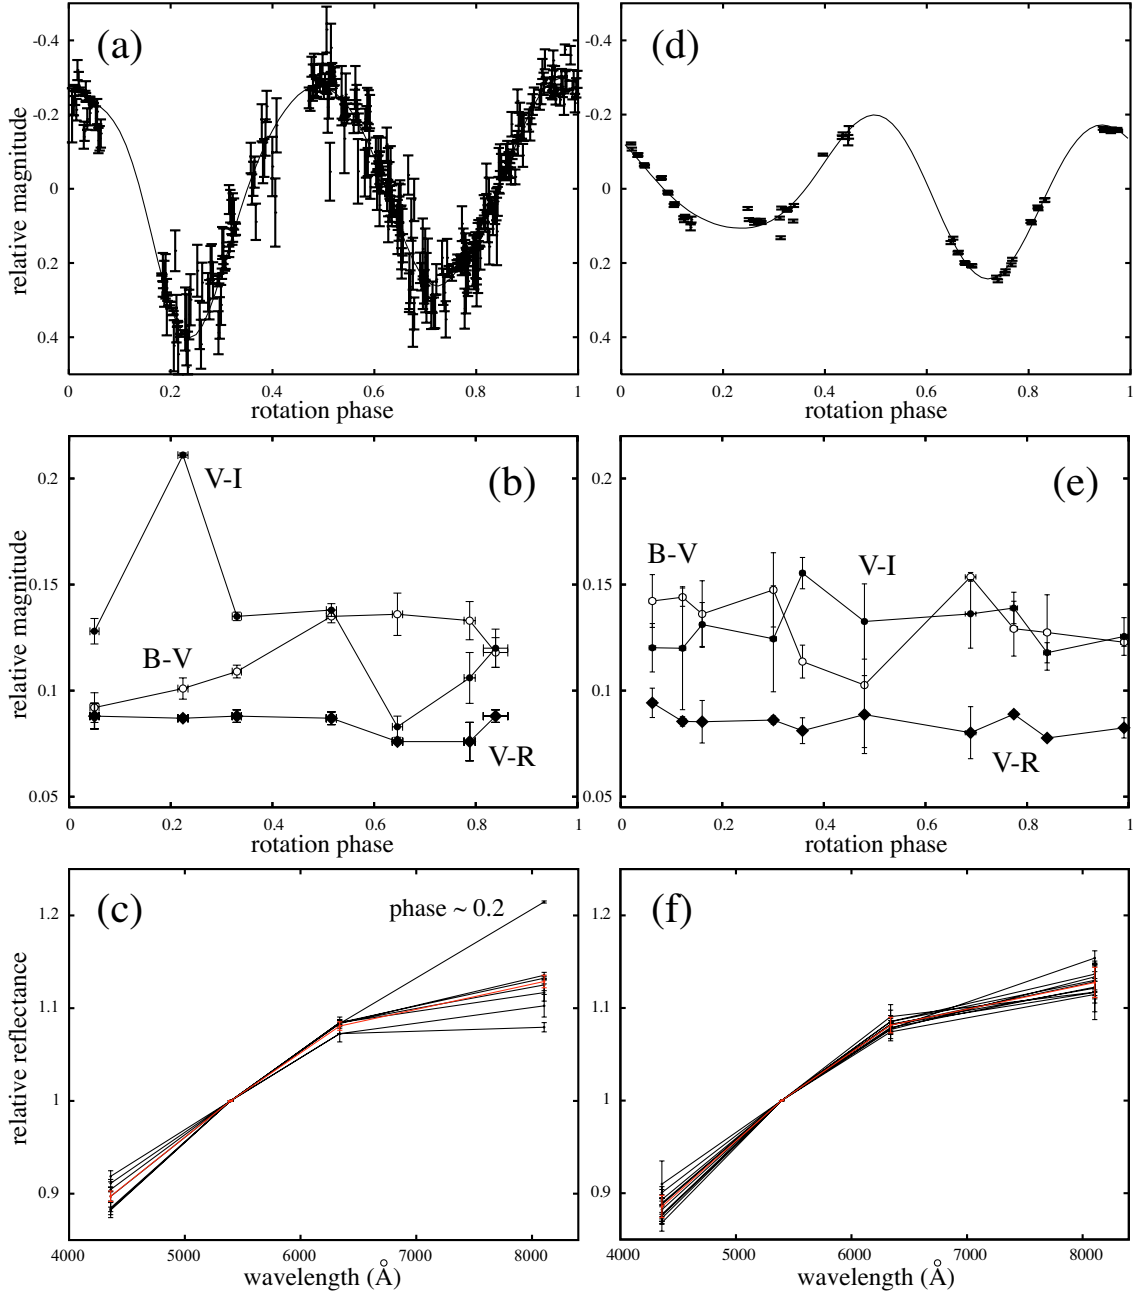 (a)
-0.4
-0.2
0
0.2
0.4
relative magnitude
0 0.2 0.4 0.6 0.8 1
rotation phase
(d)
-0.4
-0.2
0
0.2
0.4
relative magnitude
0 0.2 0.4 0.6 0.8 1
rotation phase
(b)
V-I
B-V
V-R
0.2
0.15
0.1
0.05
relative magnitude
0 0.2 0.4 0.6 0.8 1
rotation phase
(e)
B-V
V-I
V-R
0.2
0.15
0.1
0.05
relative magnitude
0 0.2 0.4 0.6 0.8 1
rotation phase
(c)
phase ~ 0.2
1.2
1.1
1
0.9
relative reflectance
4000 5000 6000 7000 8000
wavelength (Å)
(f)
1.2
1.1
1
0.9
relative reflectance
4000 5000 6000 7000 8000
wavelength (Å)